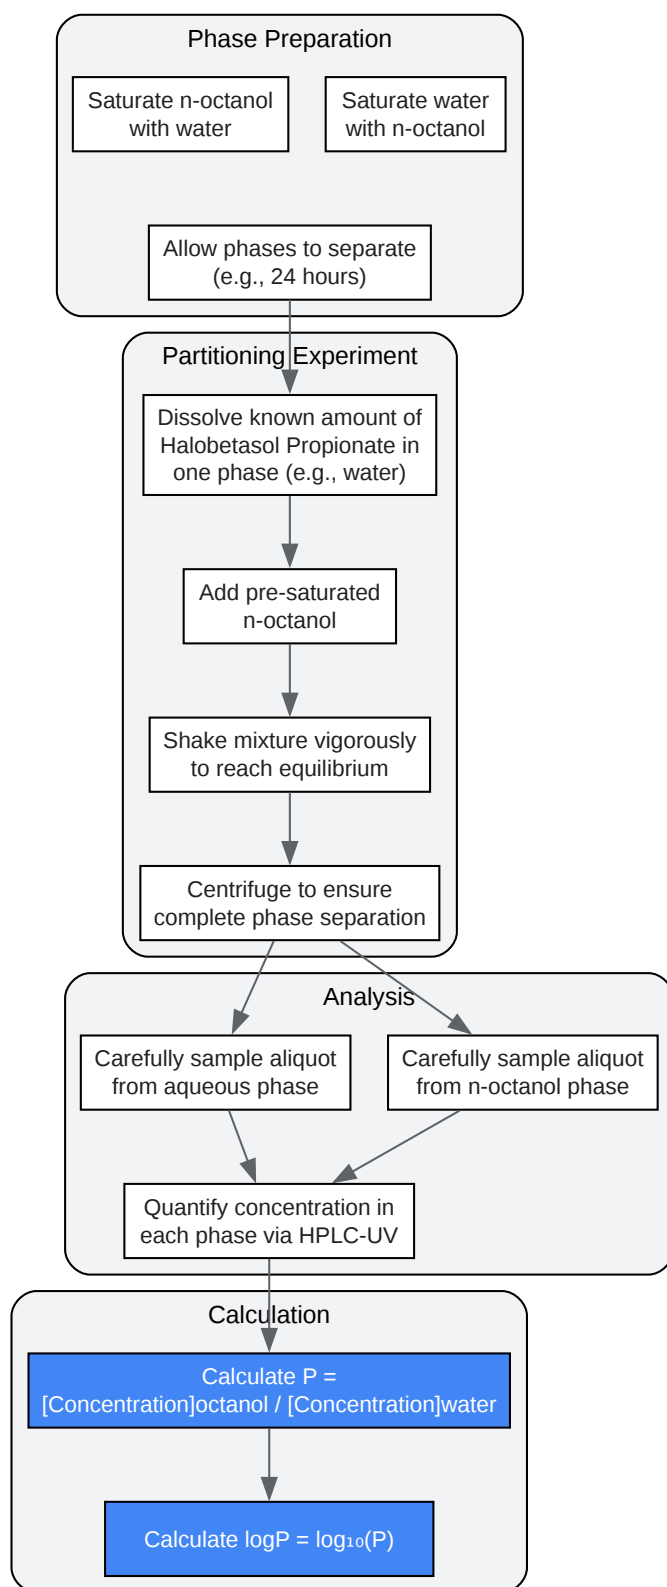 Phase Preparation
Saturate n-octanol
with water
Saturate water
with n-octanol
Allow phases to separate
(e.g., 24 hours)
Partitioning Experiment
Dissolve known amount of
Halobetasol Propionate in
one phase (e.g., water)
Add pre-saturated
n-octanol
Shake mixture vigorously
to reach equilibrium
Centrifuge to ensure
complete phase separation
Analysis
Carefully sample aliquot
from aqueous phase
Carefully sample aliquot
from n-octanol phase
Quantify concentration in
each phase via HPLC-UV
Calculation
Calculate P =
[Concentration]octanol / [Concentration]water
Calculate logP = log₁₀(P)